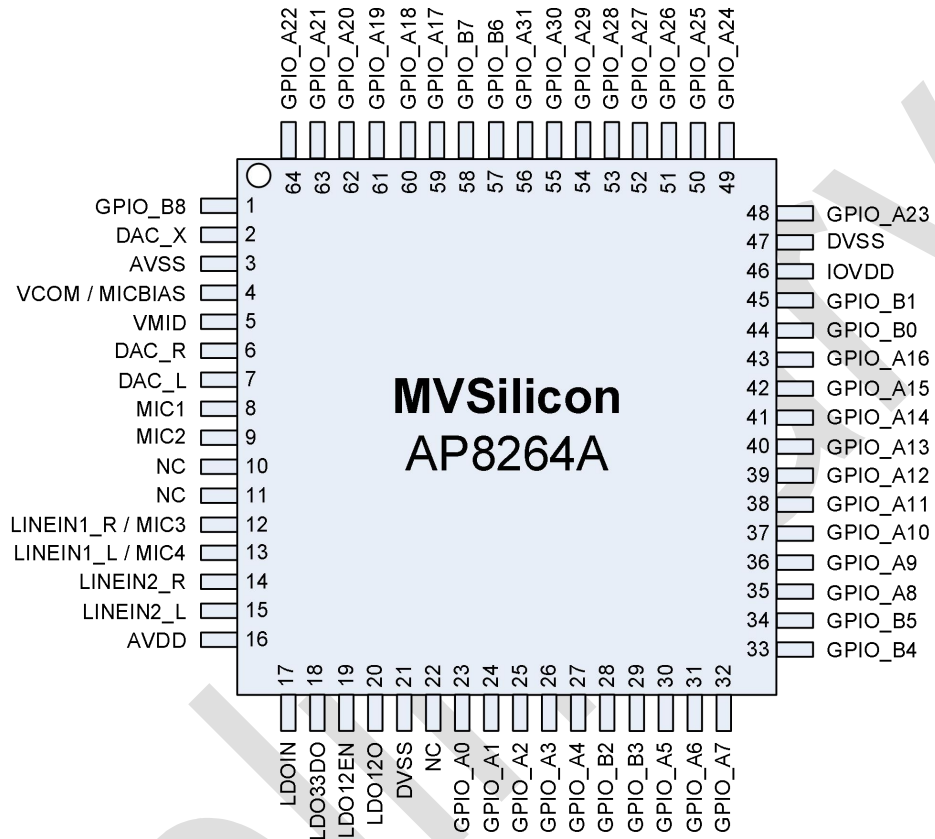 GPIO_A22
GPIO_A21
GPIO_A20
GPIO_A19
GPIO_A18
GPIO_A17
GPIO_B7
GPIO_B6
GPIO_A31
GPIO_A30
GPIO_A29
GPIO_A28
GPIO_A27
GPIO_A26
GPIO_A25
GPIO_A24
64 63 62 61 60 59 58 57 56 55 54 53 52 51 50 49
GPIO_B8 1
DAC_X 2
AVSS 3
VCOM / MICBIAS 4
VMID 5
DAC_R 6
DAC_L 7
MIC1 8
MIC2 9
NC 10
NC 11
LINEIN1_R / MIC3 12
LINEIN1_L / MIC4 13
LINEIN2_R 14
LINEIN2_L 15
AVDD 16
MVSilicon
AP8264A
48 GPIO_A23
47 DVSS
46 IOVDD
45 GPIO_B1
44 GPIO_B0
43 GPIO_A16
42 GPIO_A15
41 GPIO_A14
40 GPIO_A13
39 GPIO_A12
38 GPIO_A11
37 GPIO_A10
36 GPIO_A9
35 GPIO_A8
34 GPIO_B5
33 GPIO_B4
17 18 19 20 21 22 23 24 25 26 27 28 29 30 31 32
LDOIN
LDO33DO
LDO12EN
LDO12O
DVSS
NC
GPIO_A0
GPIO_A1
GPIO_A2
GPIO_A3
GPIO_A4
GPIO_B2
GPIO_B3
GPIO_A5
GPIO_A6
GPIO_A7